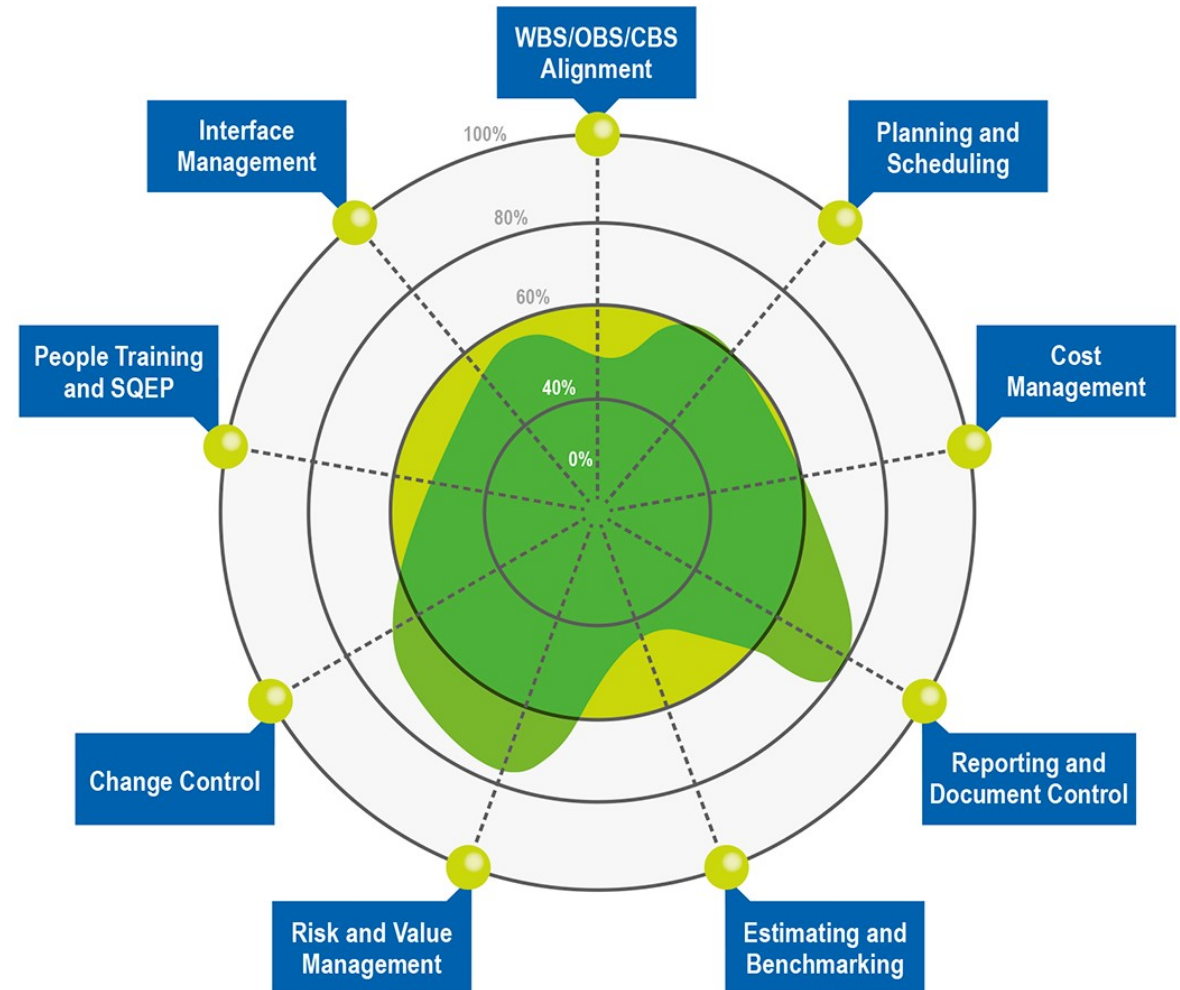 WBS/OBS/CBS
Alignment
Interface
Management
100%
Planning and
Scheduling
80%
60%
People Training
and SQEP
Cost
Management
40%
0%
Change Control
Reporting and
Document Control
Risk and Value
Management
Estimating and
Benchmarking